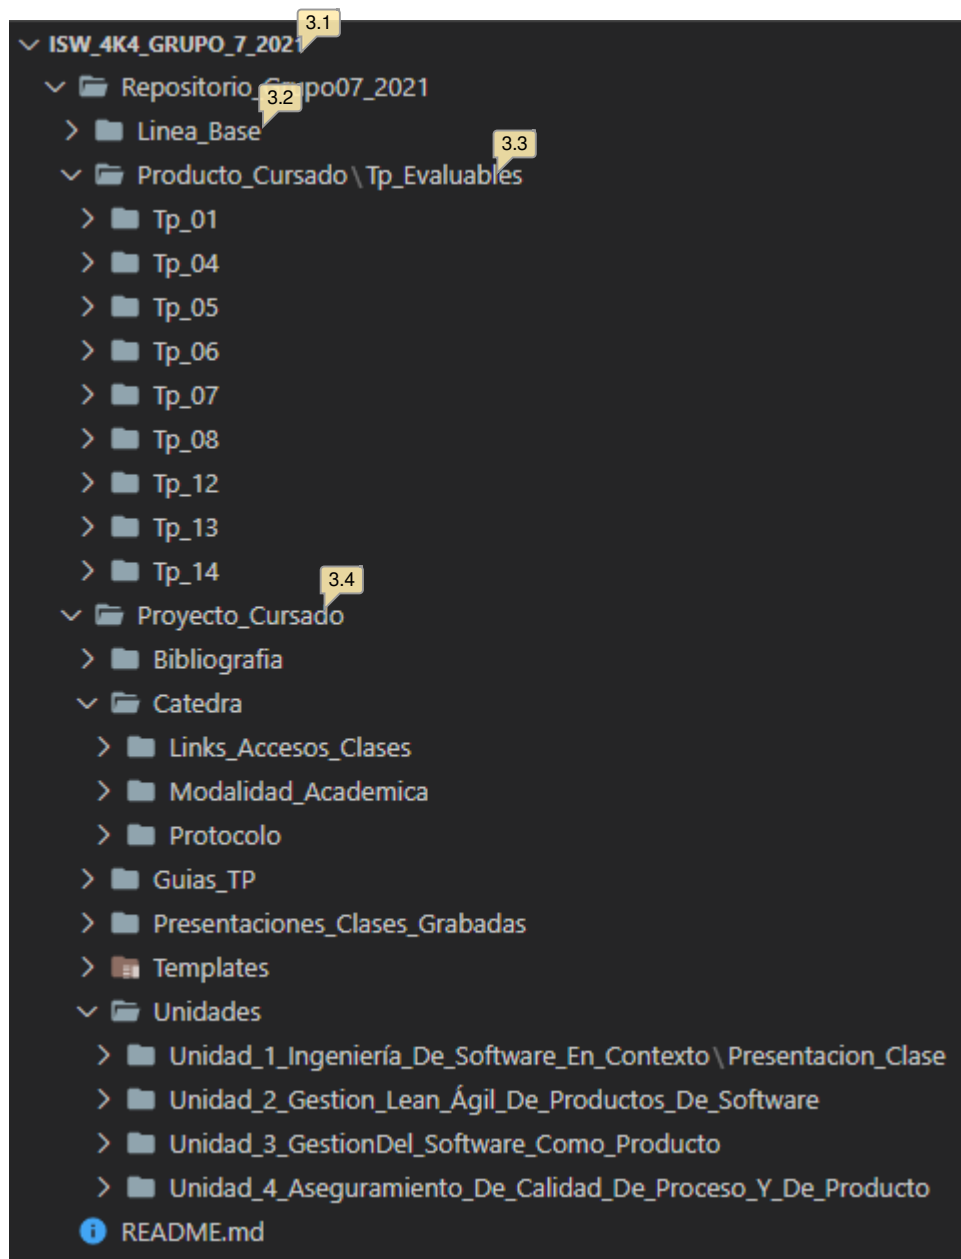 3.1
ISW_4K4_GRUPO_7_2021
Repositorio_Grupo07_2021
3.2
Linea_Base
3.3
Producto_Cursado\Tp_Evaluables
Tp_01
Tp_04
Tp_05
Tp_06
Tp_07
Tp_08
Tp_12
Tp_13
Tp_14
3.4
Proyecto_Cursado
Bibliografia
Catedra
Links_Accesos_Clases
Modalidad_Academica
Protocolo
Guias_TP
Presentaciones_Clases_Grabadas
Templates
Unidades
Unidad_1_Ingeniería_De_Software_En_Contexto\Presentacion_Clase
Unidad_2_Gestion_Lean_Ágil_De_Productos_De_Software
Unidad_3_GestionDel_Software_Como_Producto
Unidad_4_Aseguramiento_De_Calidad_De_Proceso_Y_De_Producto
README.md